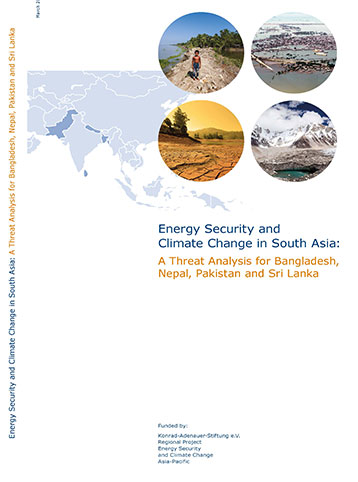 March 2
Energy Security and Climate Change in South Asia: A Threat Analysis for Bangladesh, Nepal, Pakistan and Sri Lanka
Energy Security and
Climate Change in South Asia:
A Threat Analysis for Bangladesh,
Nepal, Pakistan and Sri Lanka
Funded by:
Konrad-Adenauer-Stiftung e.V.
Regional Project
Energy Security
and Climate Change
Asia-Pacific